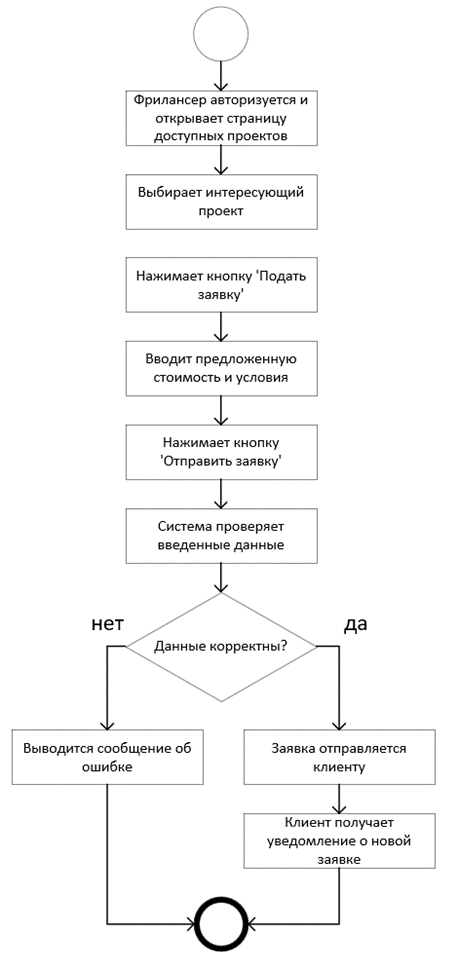 Фрилансер авторизуется и
открывает страницу
доступных проектов
Выбирает интересующий
проект
Нажимает кнопку 'Подать
заявку'
Вводит предложенную
стоимость и условия
Нажимает кнопку
'Отправить заявку'
Система проверяет
введенные данные
нет
да
Данные корректны?
Выводится сообщение об
ошибке
Заявка отправляется
клиенту
Клиент получает
уведомление о новой
заявке